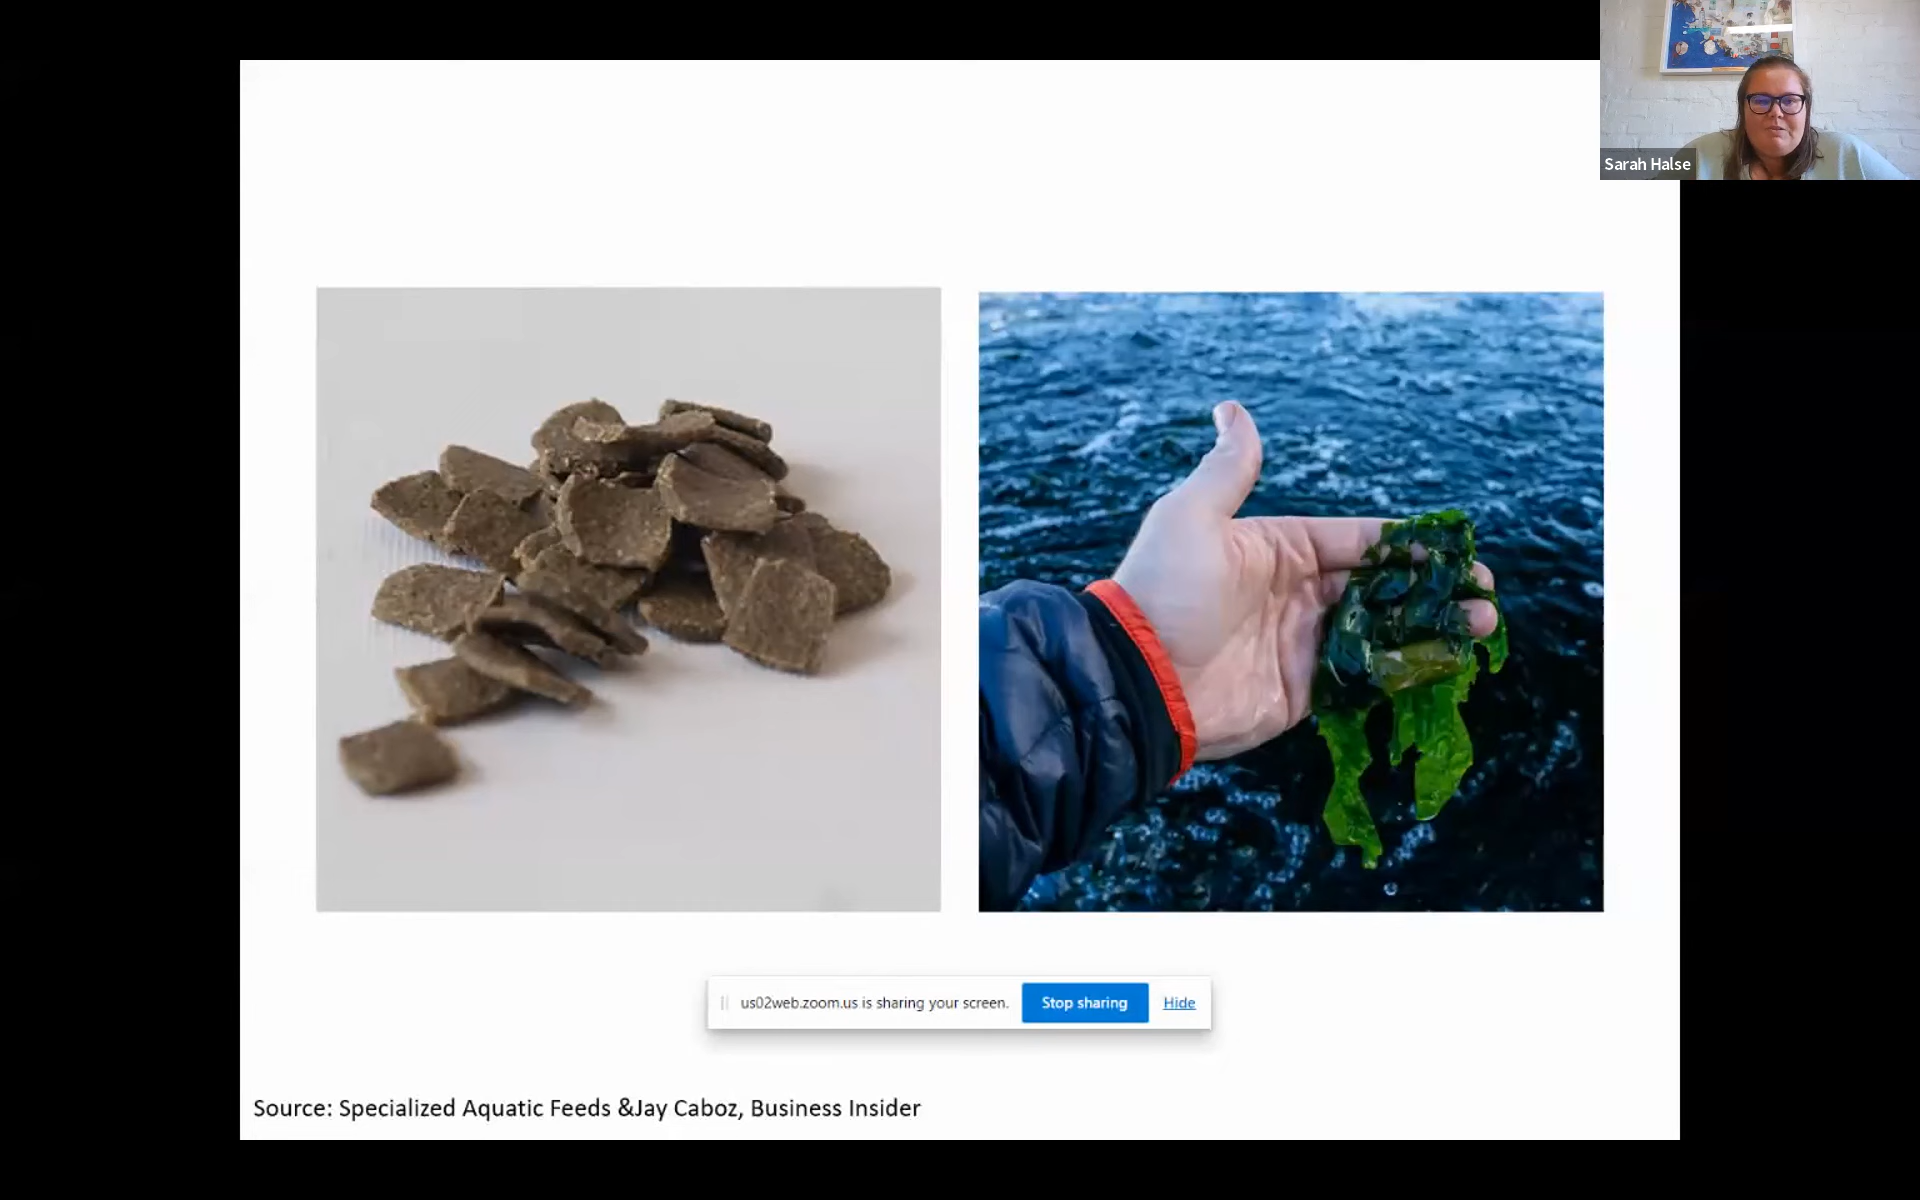 Sarah Halse
us02web.zoom.us is sharing your screen. Stop sharing Hide
Source: Specialized Aquatic Feeds &Jay Caboz, Business Insider